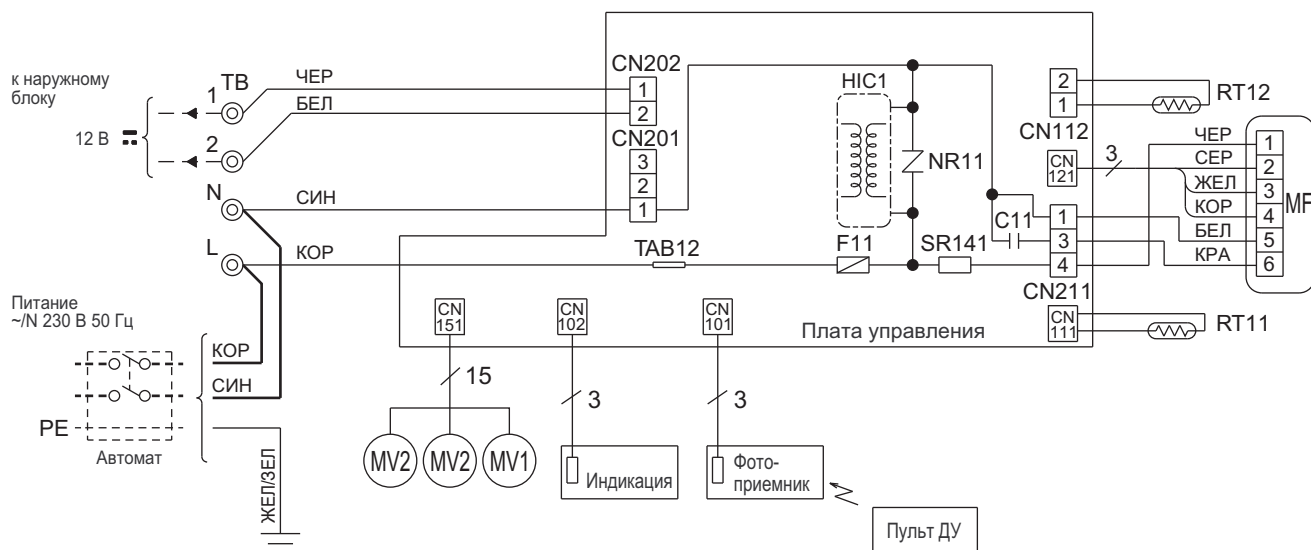 к наружному
блоку
1
TB
ЧЕР
CN202
1
2
12 В
2
БЕЛ
CN201
3
2
1
N
СИН
L
КОР
TAB12
HIC1
NR11
F11
SR141
C11
2
1
CN112
RT12
CN
121
3
1
3
4
CN211
CN
111
RT11
ЧЕР
СЕР
ЖЕЛ
КОР
БЕЛ
КРА
1
2
3
4
5
6
MF
Питание
~/N 230 В 50 Гц
КОР
СИН
PE
Автомат
ЖЕЛ/ЗЕЛ
CN
151
CN
102
CN
101
Плата управления
15
3
3
MV2
MV2
MV1
Индикация
Фото-
приемник
Пульт ДУ